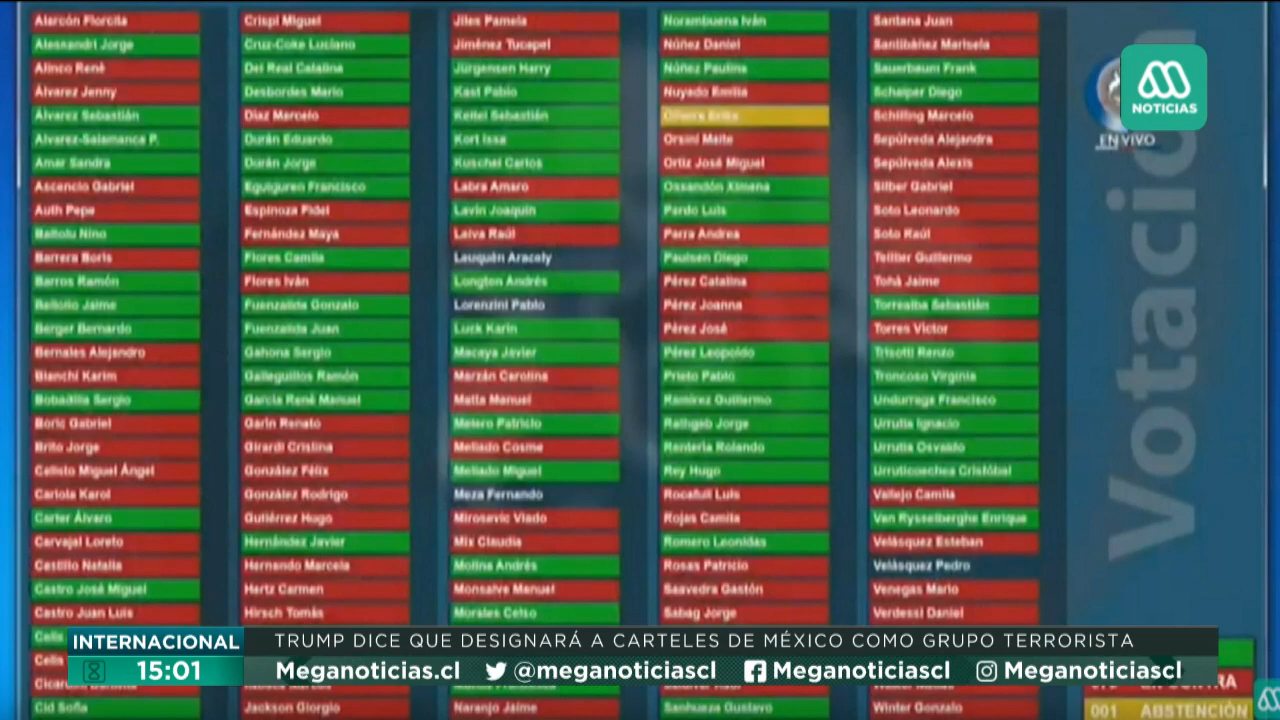 Alarcón Florcita
Alessandri Jorge
Alinco René
Álvarez Jenny
Álvarez Sebastián
Álvarez-Salamanca P.
Amar Sandra
Ascencio Gabriel
Auth Pepe
Baltolu Nino
Barrera Boris
Barros Ramón
Bellolio Jaime
Berger Bernardo
Bernales Alejandro
Bianchi Karim
Bobadilla Sergio
Boric Gabriel
Brito Jorge
Calisto Miguel Ángel
Cariola Karol
Carter Álvaro
Carvajal Loreto
Castillo Natalia
Castro José Miguel
Castro Juan Luis
Celis
Celis
Cid Sofía
Crispi Miguel
Cruz-Coke Luciano
Del Real Catalina
Desbordes Mario
Díaz Marcelo
Durán Eduardo
Durán Jorge
Eguiguren Francisco
Espinoza Fidel
Fernández Maya
Flores Camila
Flores Iván
Fuenzalida Gonzalo
Fuenzalida Juan
Gahona Sergio
Galleguillos Ramón
García René Manuel
Garín Renato
Girardi Cristina
González Félix
González Rodrigo
Gutiérrez Hugo
Hernández Javier
Hernando Marcela
Hertz Carmen
Hirsch Tomás
Jackson Giorgio
Jiles Pamela
Jiménez Tucapel
Jürgensen Harry
Kast Pablo
Keitel Sebastián
Kort Issa
Kuschel Carlos
Labra Amaro
Lavín Joaquín
Leiva Raúl
Leuquén Aracely
Longton Andrés
Lorenzini Pablo
Luck Karin
Macaya Javier
Marzán Carolina
Matta Manuel
Melero Patricio
Mellado Cosme
Mellado Miguel
Meza Fernando
Mirosevic Vlado
Mix Claudia
Molina Andrés
Monsalve Manuel
Morales Celso
Naranjo Jaime
Norambuena Iván
Núñez Daniel
Núñez Paulina
Nuyado Emilia
Olivera Erika
Orsini Maite
Ortiz José Miguel
Ossandón Ximena
Pardo Luis
Parra Andrea
Paulsen Diego
Pérez Catalina
Pérez Joanna
Pérez José
Pérez Leopoldo
Prieto Pablo
Ramírez Guillermo
Rathgeb Jorge
Rentería Rolando
Rey Hugo
Rocafull Luis
Rojas Camila
Romero Leonidas
Rosas Patricio
Saavedra Gastón
Sabag Jorge
Sanhueza Gustavo
Santana Juan
Santibáñez Marisela
Sauerbaum Frank
Schalper Diego
Schilling Marcelo
Sepúlveda Alejandra
Sepúlveda Alexis
Silber Gabriel
Soto Leonardo
Soto Raúl
Teillier Guillermo
Tohá Jaime
Torrealba Sebastián
Torres Víctor
Trisotti Renzo
Troncoso Virginia
Undurraga Francisco
Urrutia Ignacio
Urrutia Osvaldo
Urruticoechea Cristóbal
Vallejo Camila
Van Rysselberghe Enrique
Velásquez Esteban
Velásquez Pedro
Venegas Mario
Verdessi Daniel
Winter Gonzalo
Votación
NOTICIAS
EN VIVO
001 ABSTENCIÓN
INTERNACIONAL
TRUMP DICE QUE DESIGNARÁ A CARTELES DE MÉXICO COMO GRUPO TERRORISTA
15:01
Meganoticias.cl
@meganoticiascl
Meganoticiascl
Meganoticiascl